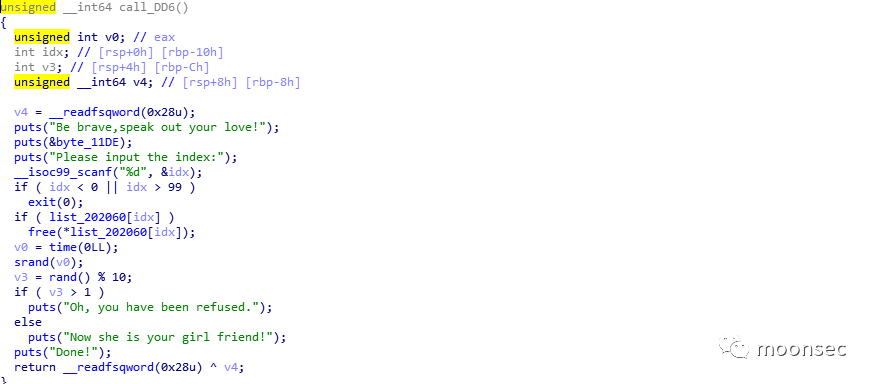 unsigned __int64 call_DD6()
{
  unsigned int v0; // eax
  int idx; // [rsp+0h] [rbp-10h]
  int v3; // [rsp+4h] [rbp-Ch]
  unsigned __int64 v4; // [rsp+8h] [rbp-8h]

  v4 = __readfsqword(0x28u);
  puts("Be brave,speak out your love!");
  puts(&byte_11DE);
  puts("Please input the index:");
  __isoc99_scanf("%d", &idx);
  if ( idx < 0 || idx > 99 )
    exit(0);
  if ( list_202060[idx] )
    free(*list_202060[idx]);
  v0 = time(0LL);
  srand(v0);
  v3 = rand() % 10;
  if ( v3 > 1 )
    puts("Oh, you have been refused.");
  else
    puts("Now she is your girl friend!");
  puts("Done!");
  return __readfsqword(0x28u) ^ v4;
}
moonsec